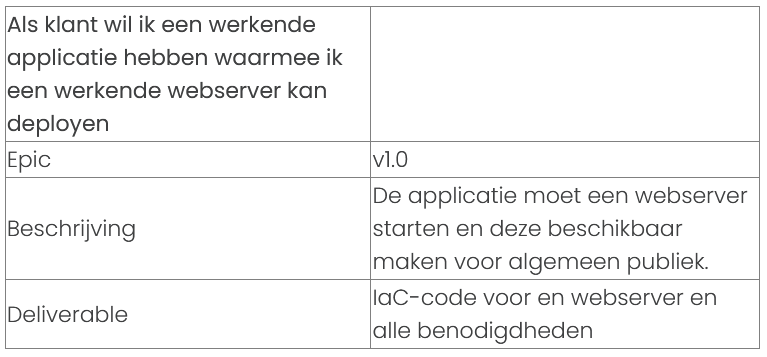 Als klant wil ik een werkende
applicatie hebben waarmee ik
een werkende webserver kan
deployen
Epic
v1.0
Beschrijving
De applicatie moet een webserver
starten en deze beschikbaar
maken voor algemeen publiek.
Deliverable
IaC-code voor en webserver en
alle benodigdheden